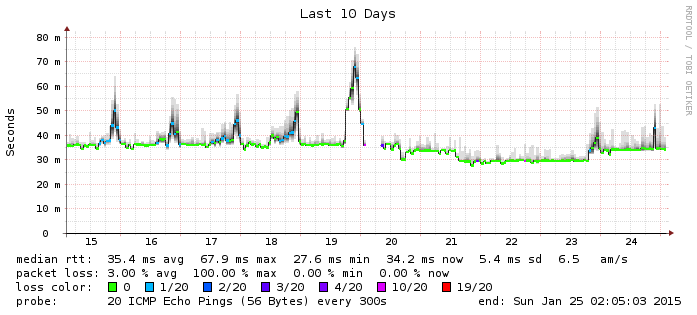 Last 10 Days
RRDTOOL / TOBI OETIKER
Seconds
80 m
70 m
60 m
50 m
40 m
30 m
20 m
10 m
0
15 16 17 18 19 20 21 22 23 24
median rtt: 35.4 ms avg 67.9 ms max 27.6 ms min 34.2 ms now 5.4 ms sd 6.5 am/s
packet loss: 3.00 % avg 100.00 % max 0.00 % min 0.00 % now
loss color: 0 1/20 2/20 3/20 4/20 10/20 19/20
probe: 20 ICMP Echo Pings (56 Bytes) every 300s end: Sun Jan 25 02:05:03 2015